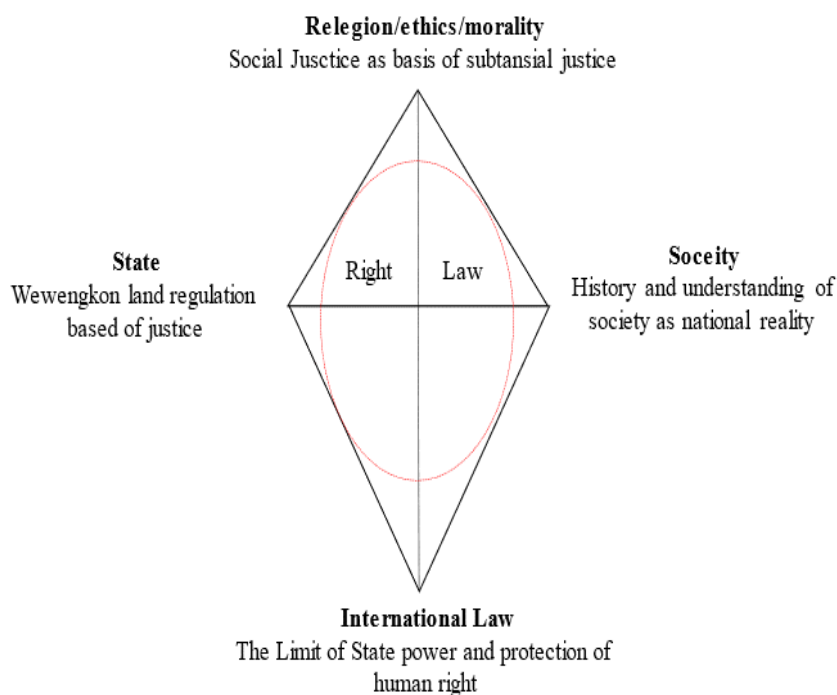 Relegion/ethics/morality
Social Jusctice as basis of subtansial justice
State
Wewengkon land regulation
based of justice
Right
Law
Soceity
History and understanding of
society as national reality
International Law
The Limit of State power and protection of
human right